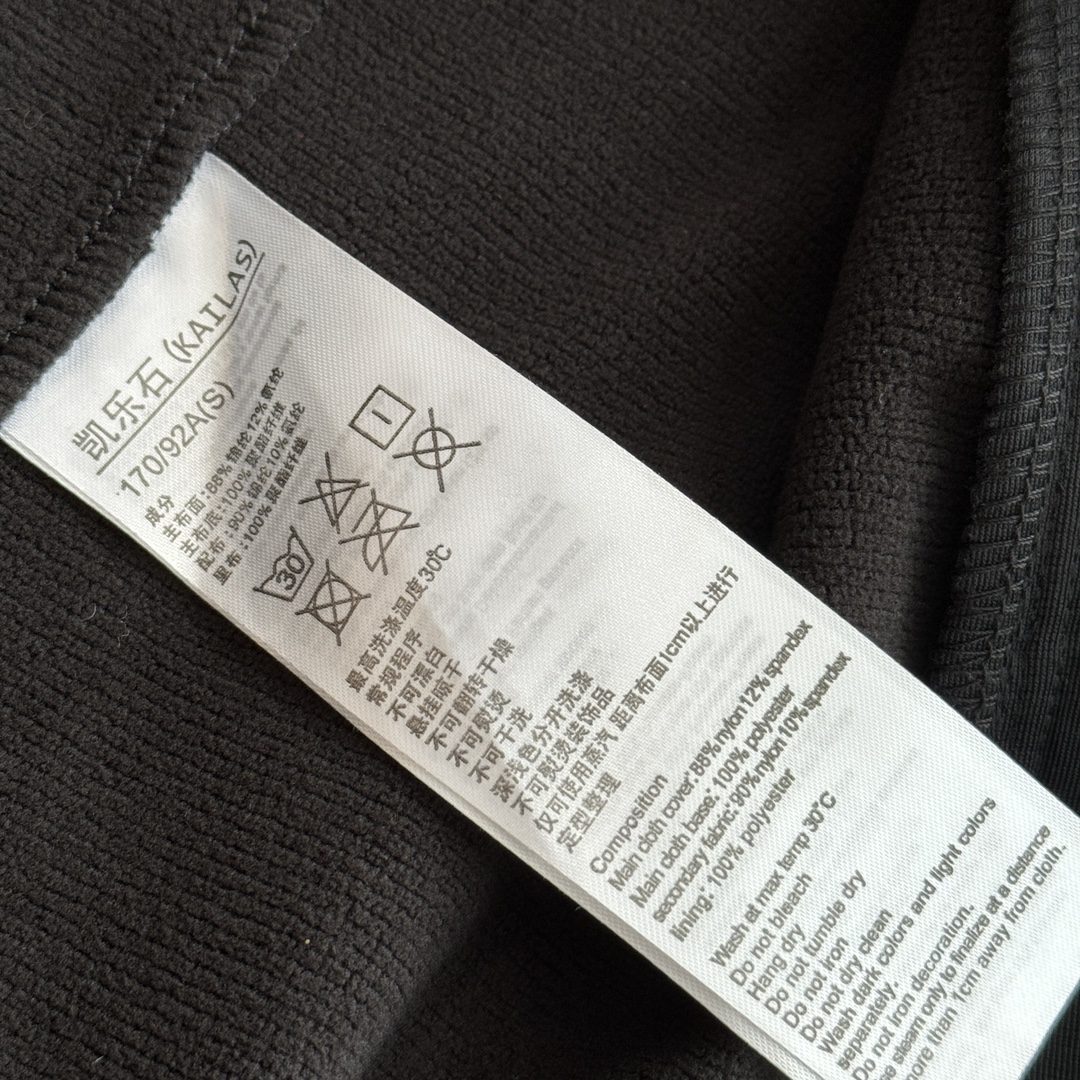 凯乐石(KAILAS)
170/92A(S)
成分
主布面:88%锦纶12%氨纶
主布底:100%聚酯纤维
配布:90%锦纶10%氨纶
里布:100%聚酯纤维
30
最高洗涤温度30℃
常规程序
不可漂白
悬挂晾干
不可翻转干燥
不可熨烫
不可干洗
深浅色分开洗涤
不可熨烫装饰品
仅可使用蒸汽 距离布面1cm以上进行
定型整理
Composition
Main cloth cover: 88% nylon12% spandex
Main cloth base: 100% polyester
secondary fabric: 90%nylon10%spandex
lining: 100% polyester
Wash at max temp 30°C
Do not bleach
Hang dry
Do not tumble dry
Do not iron
Do not dry clean
Wash dark colors and light colors
separately.
Do not iron decoration.
steam only to finalize at a distance
more than 1cm away from cloth.